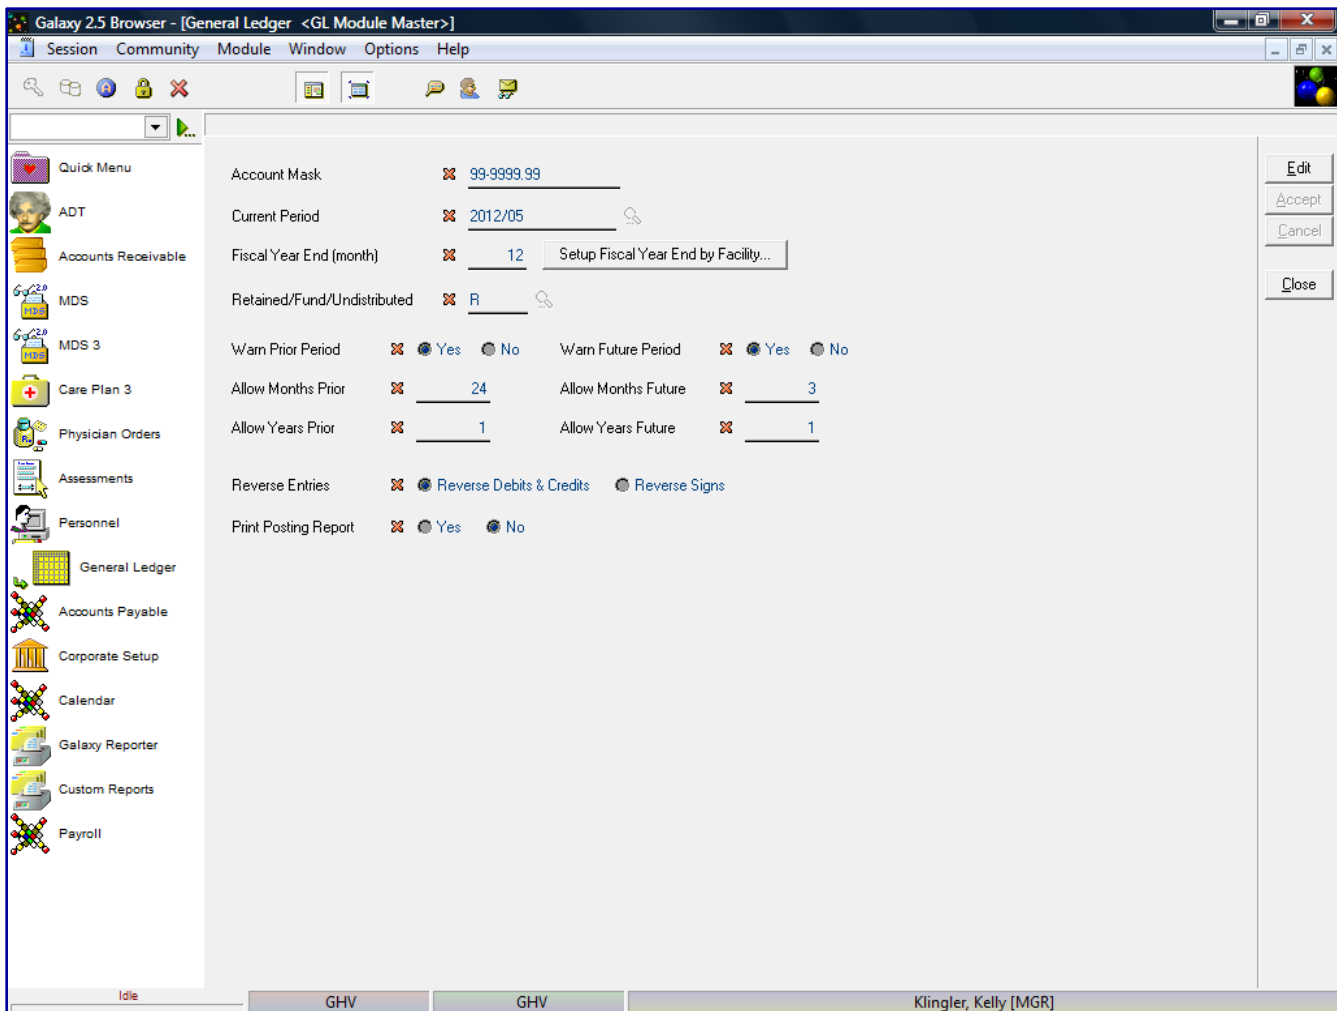 Galaxy 2.5 Browser - [General Ledger <GL Module Master>]
Session Community Module Window Options Help
Quick Menu
ADT
Accounts Receivable
MDS
MDS 3
Care Plan 3
Physician Orders
Assessments
Personnel
General Ledger
Accounts Payable
Corporate Setup
Calendar
Galaxy Reporter
Custom Reports
Payroll
Account Mask 99-9999.99
Current Period 2012/05
Fiscal Year End (month) 12 Setup Fiscal Year End by Facility...
Retained/Fund/Undistributed R
Warn Prior Period Yes No Warn Future Period Yes No
Allow Months Prior 24 Allow Months Future 3
Allow Years Prior 1 Allow Years Future 1
Reverse Entries Reverse Debits & Credits Reverse Signs
Print Posting Report Yes No
Edit
Accept
Cancel
Close
Idle GHV GHV Klingler, Kelly [MGR]